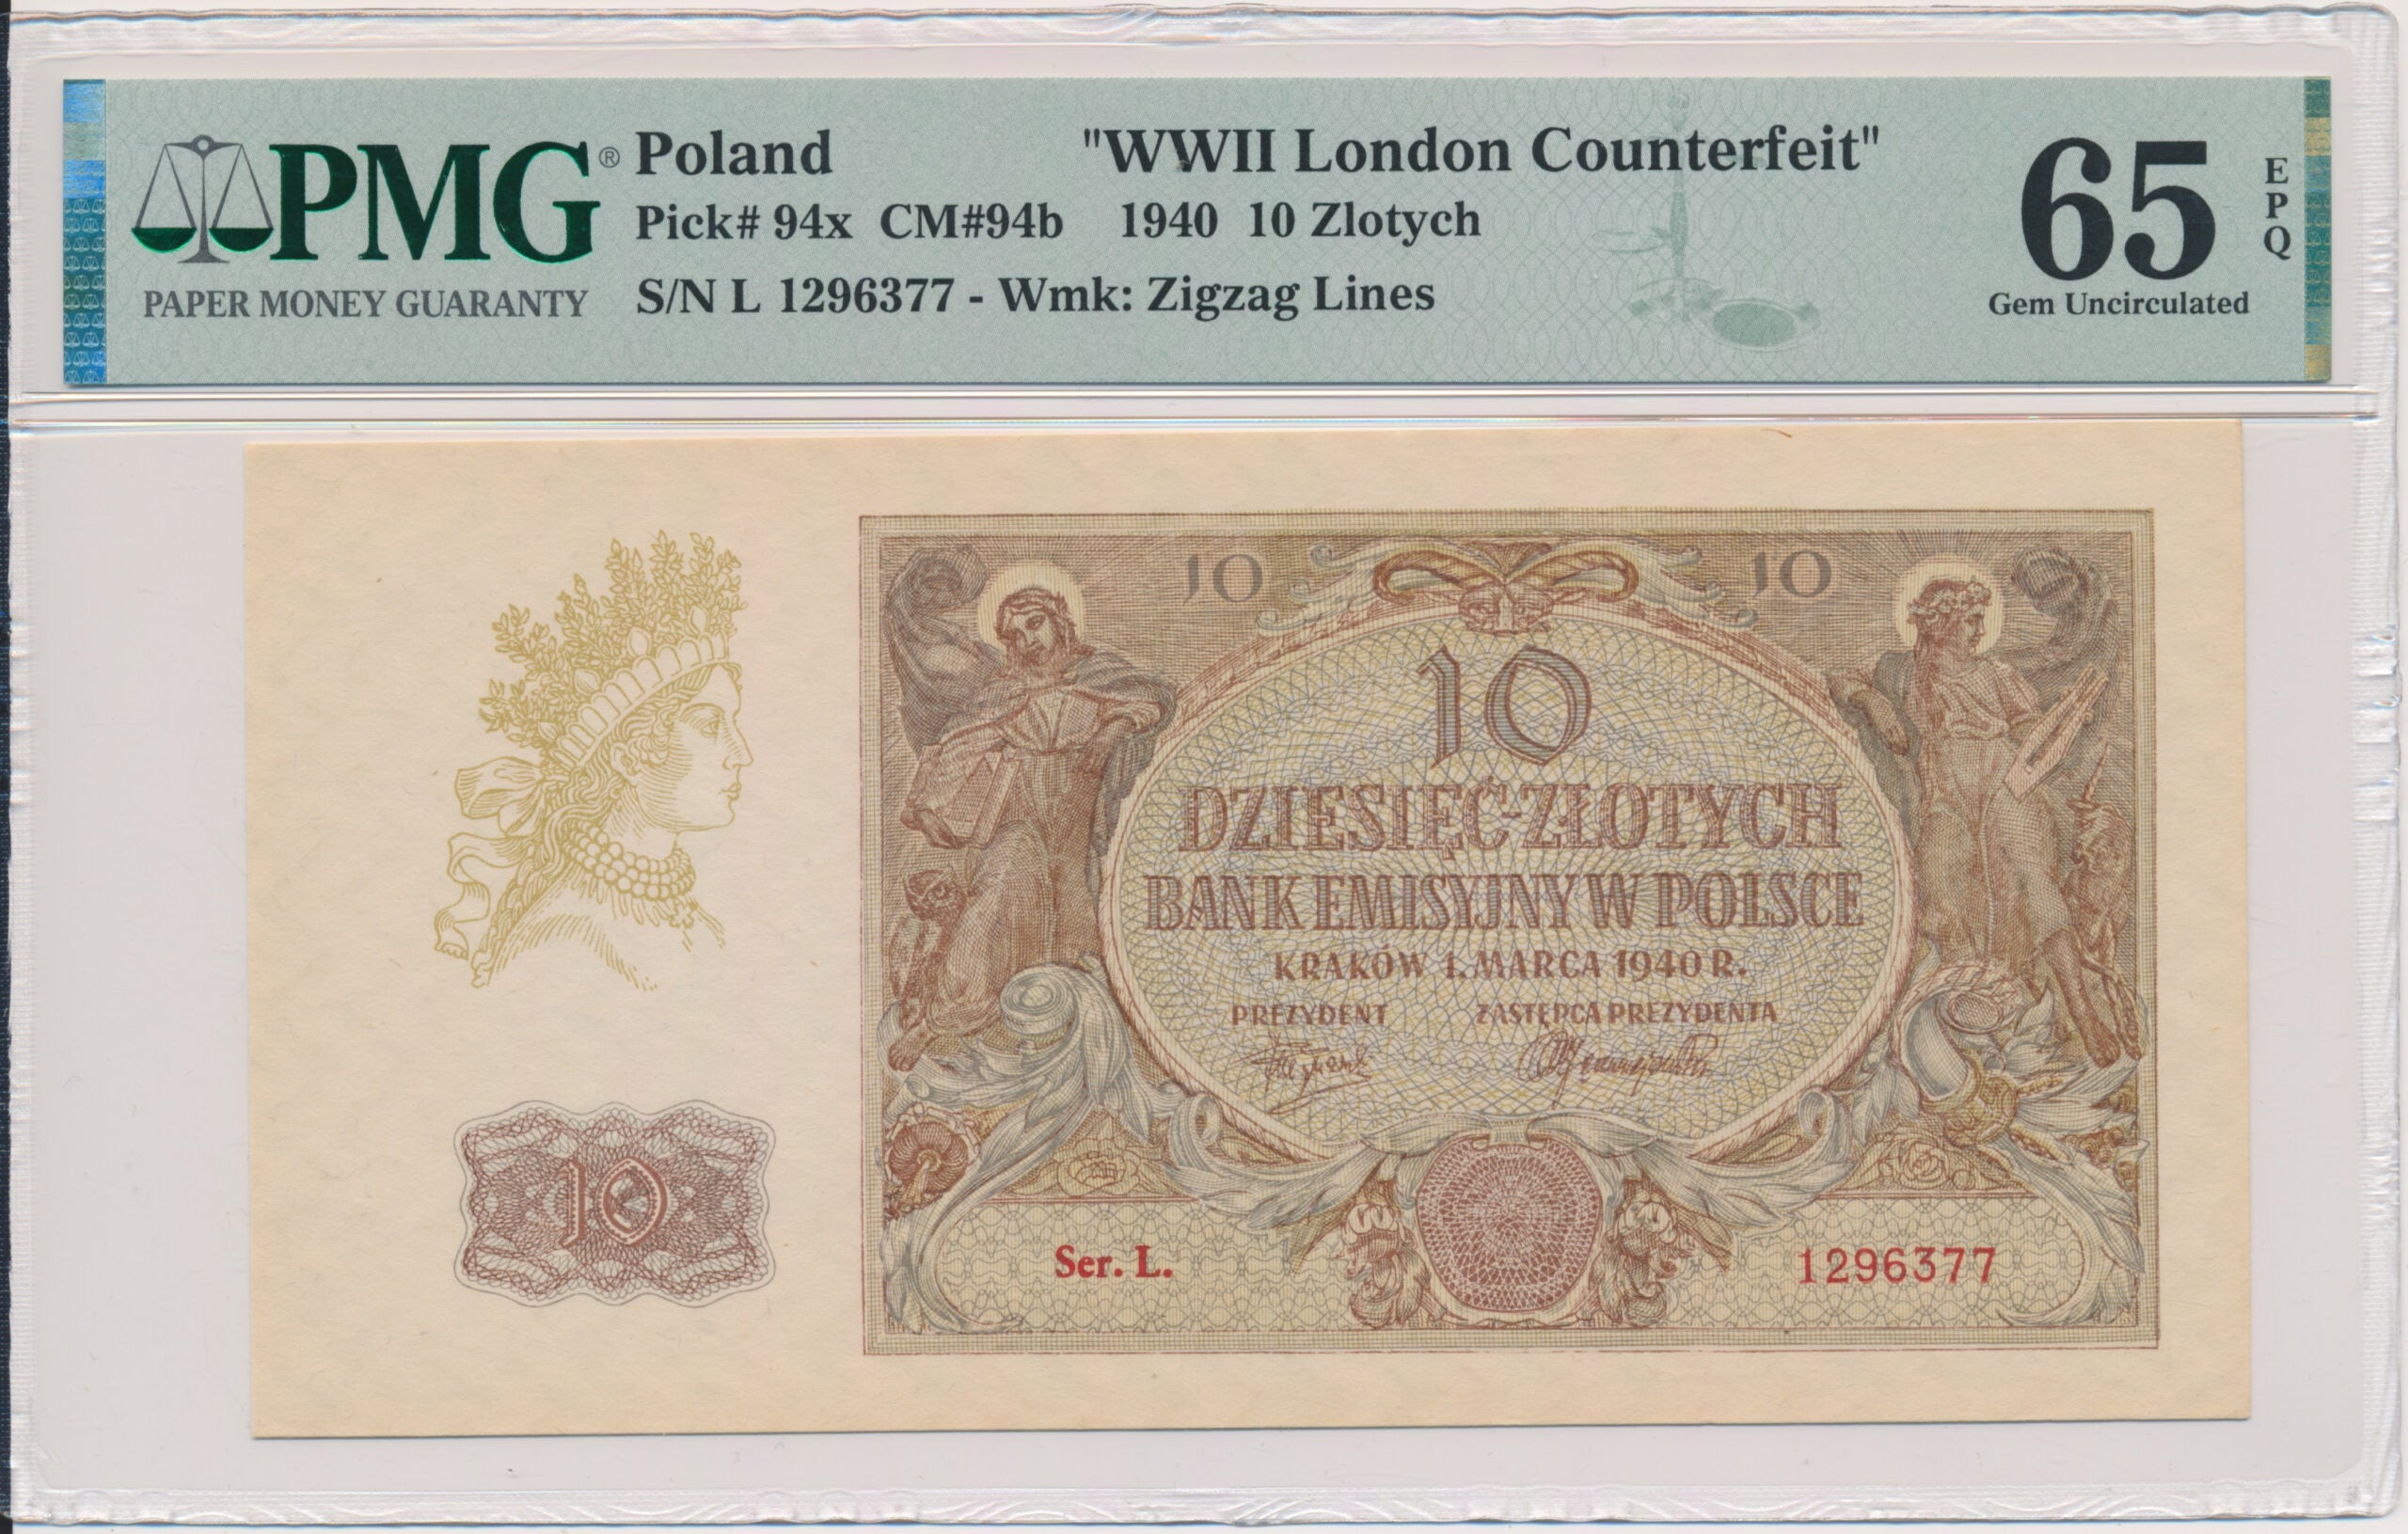 PMG®
PAPER MONEY GUARANTY
Poland "WWII London Counterfeit"
Pick# 94x CM#94b 1940 10 Zlotych
S/N L 1296377 - Wmk: Zigzag Lines
65
EPQ
Gem Uncirculated
10 10
10
DZIESIĘĆ ZŁOTYCH
BANK EMISYJNY W POLSCE
KRAKÓW 1. MARCA 1940 R.
PREZYDENT ZASTĘPCA PREZYDENTA
10
Ser. L. 1296377